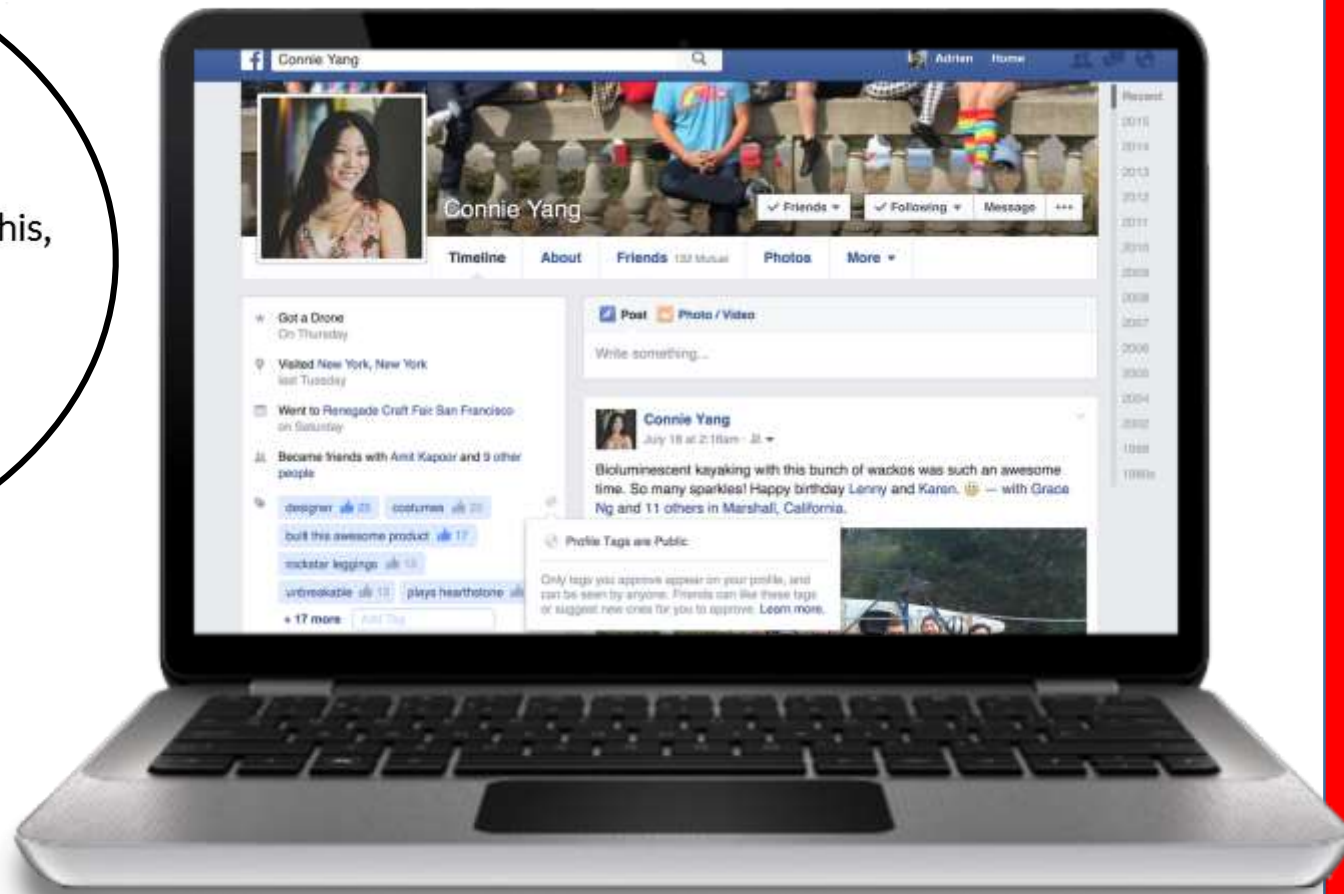 his,
f Connie Yang
Adrien Home
Connie Yang
Friends Following Message
Timeline About Friends 132 Mutual Photos More
Recent
2015
2014
2013
2012
2011
2010
2009
2008
2007
2006
2005
2004
2002
Got a Drone
On Thursday
Visited New York, New York
last Tuesday
Went to Renegade Craft Fair San Francisco
on Saturday
Became friends with Amit Kapoor and 9 other
people
designer costumes
built this awesome product 17
rockstar leggings 13
unbreakable 13 plays hearthstone
+ 17 more Add Tag
Post Photo / Video
Write something...
Connie Yang
July 18 at 2:16am
Bioluminescent kayaking with this bunch of wackos was such an awesome
time. So many sparkles! Happy birthday Lenny and Karen. 😀 — with Grace
Ng and 11 others in Marshall, California.
Profile Tags are Public
Only tags you approve appear on your profile, and
can be seen by anyone. Friends can like these tags
or suggest new ones for you to approve. Learn more.